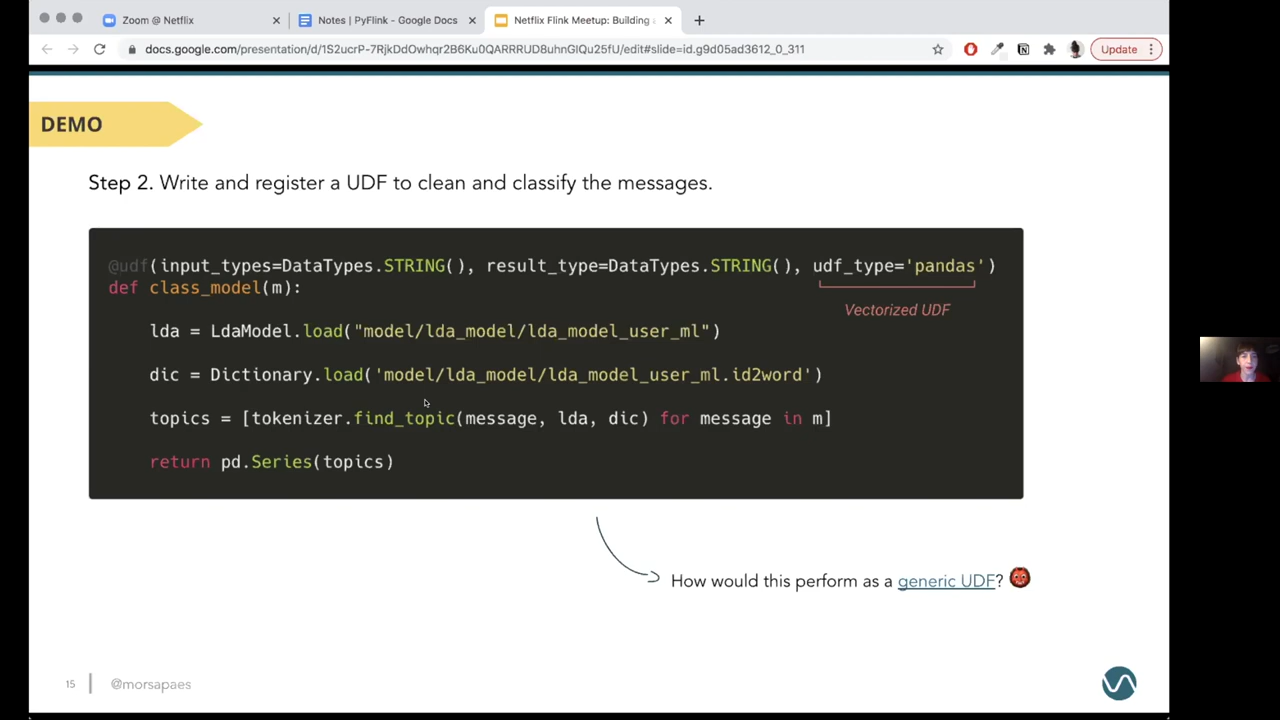 Zoom @ Netflix
Notes | PyFlink - Google Docs
Netflix Flink Meetup: Building
docs.google.com/presentation/d/1S2ucrP-7RjkDdOwhqr2B6Ku0QARRRUD8uhnGlQu25fU/edit#slide=id.g9d05ad3612_0_311
Update
DEMO
Step 2. Write and register a UDF to clean and classify the messages.
@udf(input_types=DataTypes.STRING(), result_type=DataTypes.STRING(), udf_type='pandas')
def class_model(m):
Vectorized UDF
lda = LdaModel.load("model/lda_model/lda_model_user_ml")
dic = Dictionary.load('model/lda_model/lda_model_user_ml.id2word')
topics = [tokenizer.find_topic(message, lda, dic) for message in m]
return pd.Series(topics)
How would this perform as a generic UDF?
15
@morsapaes